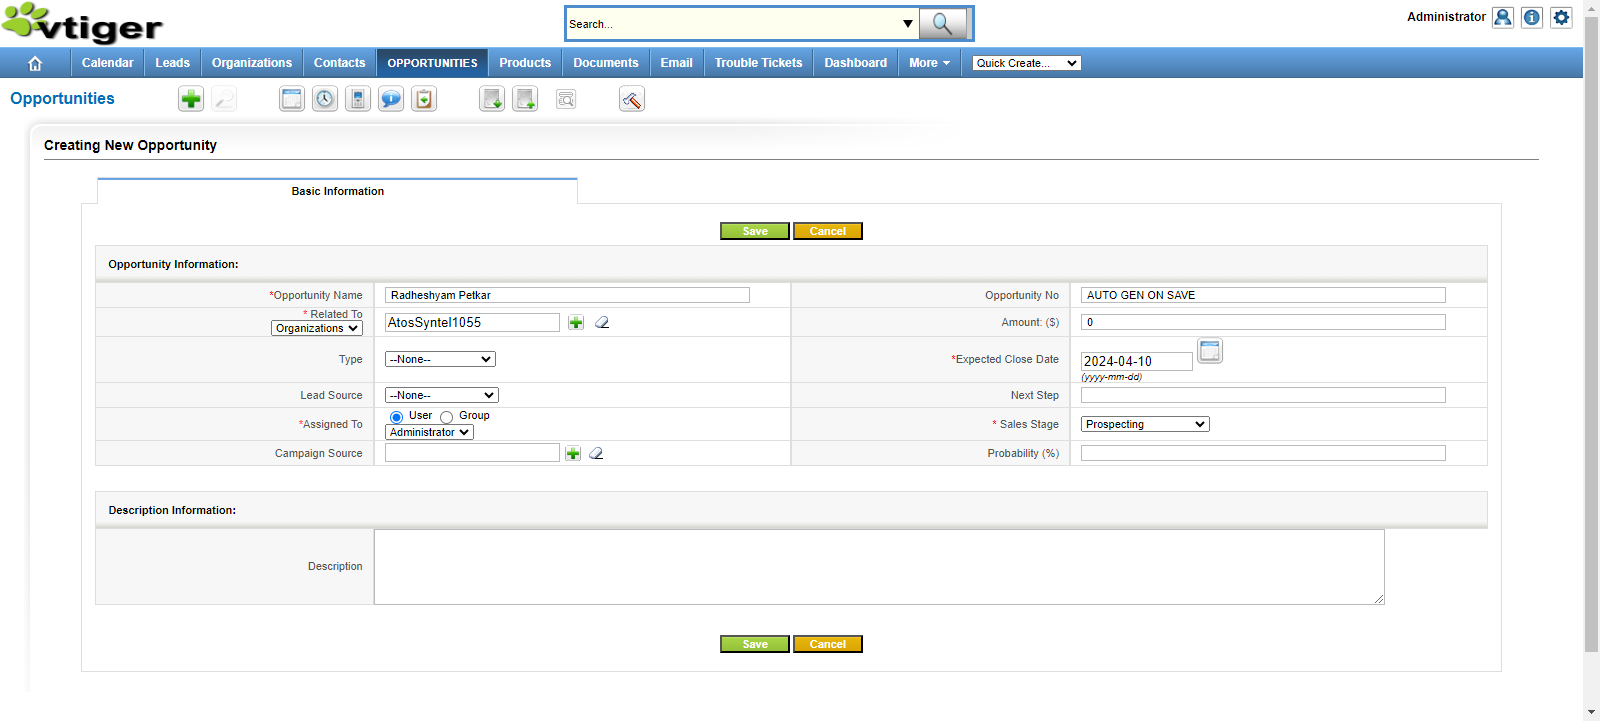 vtiger
Search...
Administrator
Calendar Leads Organizations Contacts OPPORTUNITIES Products Documents Email Trouble Tickets Dashboard More Quick Create...
Opportunities
Creating New Opportunity
Basic Information
Save Cancel
Opportunity Information:
*Opportunity Name Radheshyam Petkar Opportunity No AUTO GEN ON SAVE
* Related To
Organizations AtosSyntel1055 Amount: ($) 0
Type --None-- *Expected Close Date 2024-04-10
(yyyy-mm-dd)
Lead Source --None-- Next Step
*Assigned To User Group
Administrator * Sales Stage Prospecting
Campaign Source Probability (%)
Description Information:
Description
Save Cancel